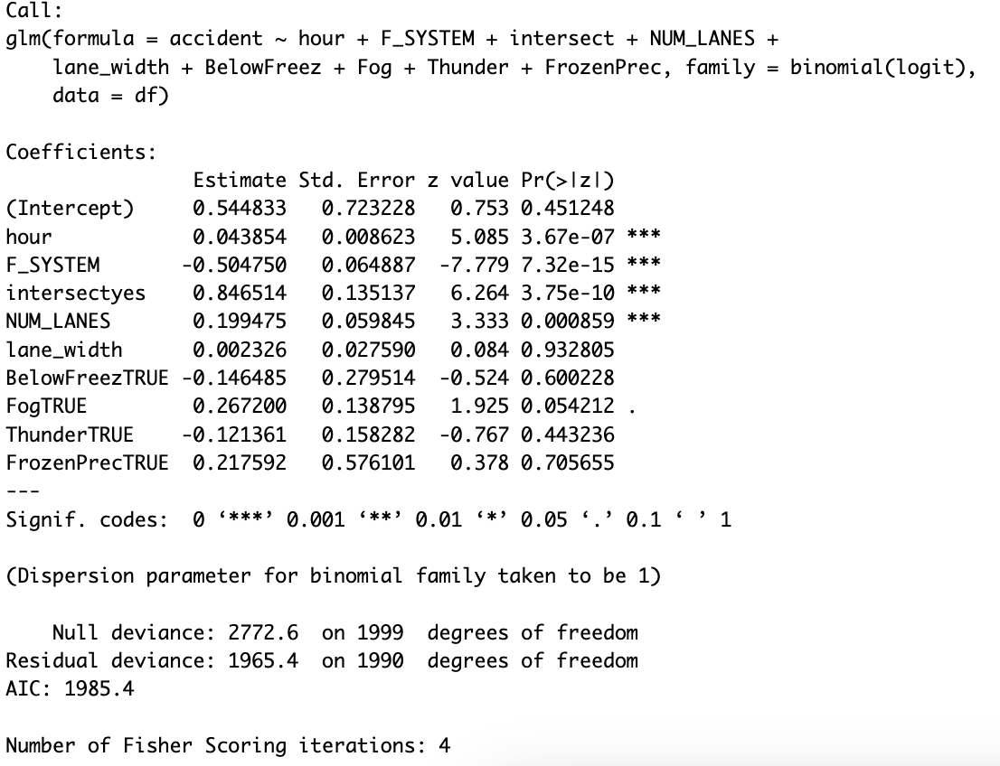 Call:
glm(formula = accident ~ hour + F_SYSTEM + intersect + NUM_LANES +
    lane_width + BelowFreez + Fog + Thunder + FrozenPrec, family = binomial(logit),
    data = df)

Coefficients:
                Estimate Std. Error z value Pr(>|z|)
(Intercept)     0.544833   0.723228   0.753 0.451248
hour            0.043854   0.008623   5.085 3.67e-07 ***
F_SYSTEM       -0.504750   0.064887  -7.779 7.32e-15 ***
intersectyes    0.846514   0.135137   6.264 3.75e-10 ***
NUM_LANES       0.199475   0.059845   3.333 0.000859 ***
lane_width      0.002326   0.027590   0.084 0.932805
BelowFreezTRUE -0.146485   0.279514  -0.524 0.600228
FogTRUE         0.267200   0.138795   1.925 0.054212 .
ThunderTRUE    -0.121361   0.158282  -0.767 0.443236
FrozenPrecTRUE  0.217592   0.576101   0.378 0.705655
---
Signif. codes:  0 ‘***’ 0.001 ‘**’ 0.01 ‘*’ 0.05 ‘.’ 0.1 ‘ ’ 1

(Dispersion parameter for binomial family taken to be 1)

    Null deviance: 2772.6  on 1999  degrees of freedom
Residual deviance: 1965.4  on 1990  degrees of freedom
AIC: 1985.4

Number of Fisher Scoring iterations: 4